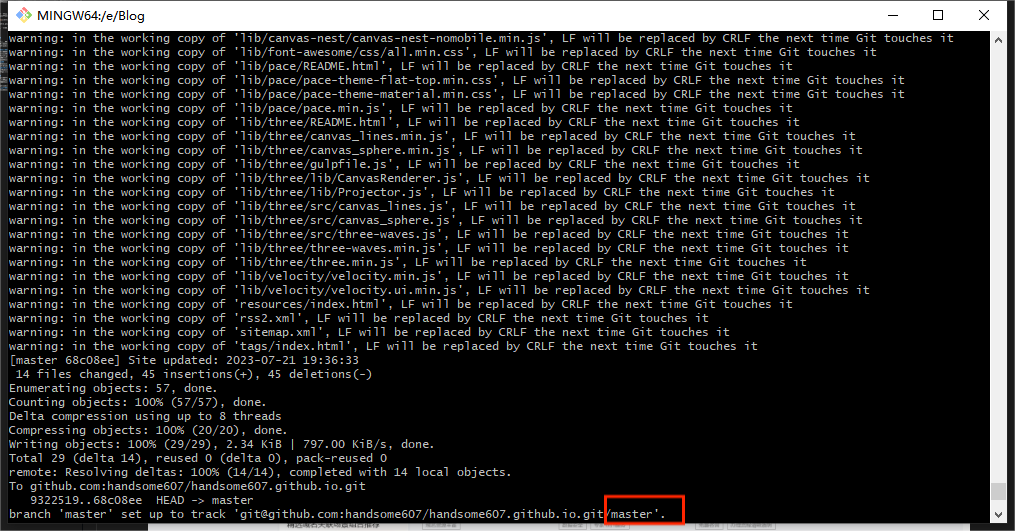 MINGW64:/e/Blog
warning: in the working copy of 'lib/canvas-nest/canvas-nest-nomobile.min.js', LF will be replaced by CRLF the next time Git touches it
warning: in the working copy of 'lib/font-awesome/css/all.min.css', LF will be replaced by CRLF the next time Git touches it
warning: in the working copy of 'lib/pace/README.html', LF will be replaced by CRLF the next time Git touches it
warning: in the working copy of 'lib/pace/pace-theme-flat-top.min.css', LF will be replaced by CRLF the next time Git touches it
warning: in the working copy of 'lib/pace/pace-theme-material.min.css', LF will be replaced by CRLF the next time Git touches it
warning: in the working copy of 'lib/pace/pace.min.js', LF will be replaced by CRLF the next time Git touches it
warning: in the working copy of 'lib/three/README.html', LF will be replaced by CRLF the next time Git touches it
warning: in the working copy of 'lib/three/canvas_lines.min.js', LF will be replaced by CRLF the next time Git touches it
warning: in the working copy of 'lib/three/canvas_sphere.min.js', LF will be replaced by CRLF the next time Git touches it
warning: in the working copy of 'lib/three/gulpfile.js', LF will be replaced by CRLF the next time Git touches it
warning: in the working copy of 'lib/three/lib/CanvasRenderer.js', LF will be replaced by CRLF the next time Git touches it
warning: in the working copy of 'lib/three/lib/Projector.js', LF will be replaced by CRLF the next time Git touches it
warning: in the working copy of 'lib/three/src/canvas_lines.js', LF will be replaced by CRLF the next time Git touches it
warning: in the working copy of 'lib/three/src/canvas_sphere.js', LF will be replaced by CRLF the next time Git touches it
warning: in the working copy of 'lib/three/src/three-waves.js', LF will be replaced by CRLF the next time Git touches it
warning: in the working copy of 'lib/three/three-waves.min.js', LF will be replaced by CRLF the next time Git touches it
warning: in the working copy of 'lib/three/three.min.js', LF will be replaced by CRLF the next time Git touches it
warning: in the working copy of 'lib/velocity/velocity.min.js', LF will be replaced by CRLF the next time Git touches it
warning: in the working copy of 'lib/velocity/velocity.ui.min.js', LF will be replaced by CRLF the next time Git touches it
warning: in the working copy of 'resources/index.html', LF will be replaced by CRLF the next time Git touches it
warning: in the working copy of 'rss2.xml', LF will be replaced by CRLF the next time Git touches it
warning: in the working copy of 'sitemap.xml', LF will be replaced by CRLF the next time Git touches it
warning: in the working copy of 'tags/index.html', LF will be replaced by CRLF the next time Git touches it
[master 68c08ee] Site updated: 2023-07-21 19:36:33
14 files changed, 45 insertions(+), 45 deletions(-)
Enumerating objects: 57, done.
Counting objects: 100% (57/57), done.
Delta compression using up to 8 threads
Compressing objects: 100% (20/20), done.
Writing objects: 100% (29/29), 2.34 KiB | 797.00 KiB/s, done.
Total 29 (delta 14), reused 0 (delta 0), pack-reused 0
remote: Resolving deltas: 100% (14/14), completed with 14 local objects.
To github.com:handsome607/handsome607.github.io.git
9322519..68c08ee HEAD -> master
branch 'master' set up to track 'git@github.com:handsome607/handsome607.github.io.git/master'.